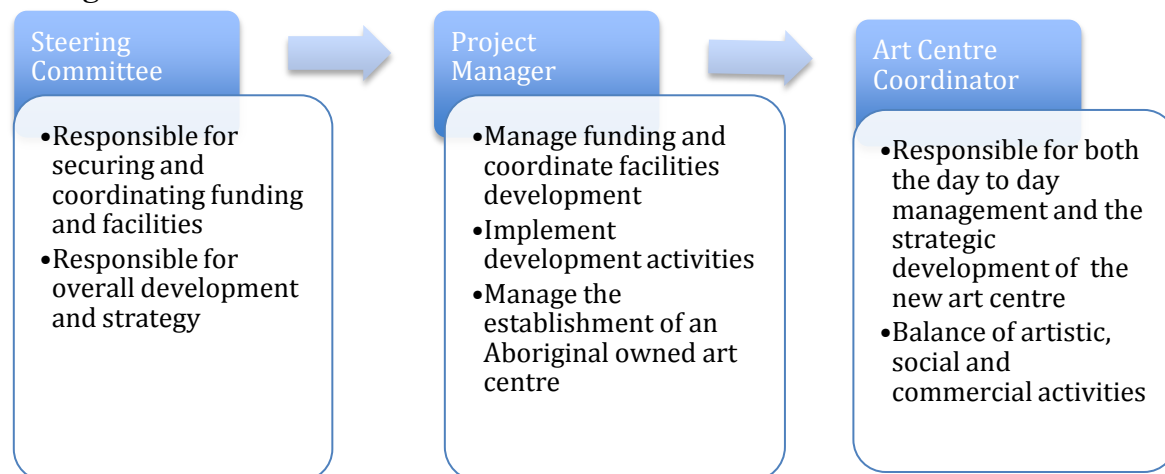 Steering
Committee
•Responsible for
securing and
coordinating funding
and facilities
•Responsible for
overall development
and strategy
Project
Manager
•Manage funding and
coordinate facilities
development
•Implement
development activities
•Manage the
establishment of an
Aboriginal owned art
centre
Art Centre
Coordinator
•Responsible for both
the day to day
management and the
strategic
development of the
new art centre
•Balance of artistic,
social and
commercial activities